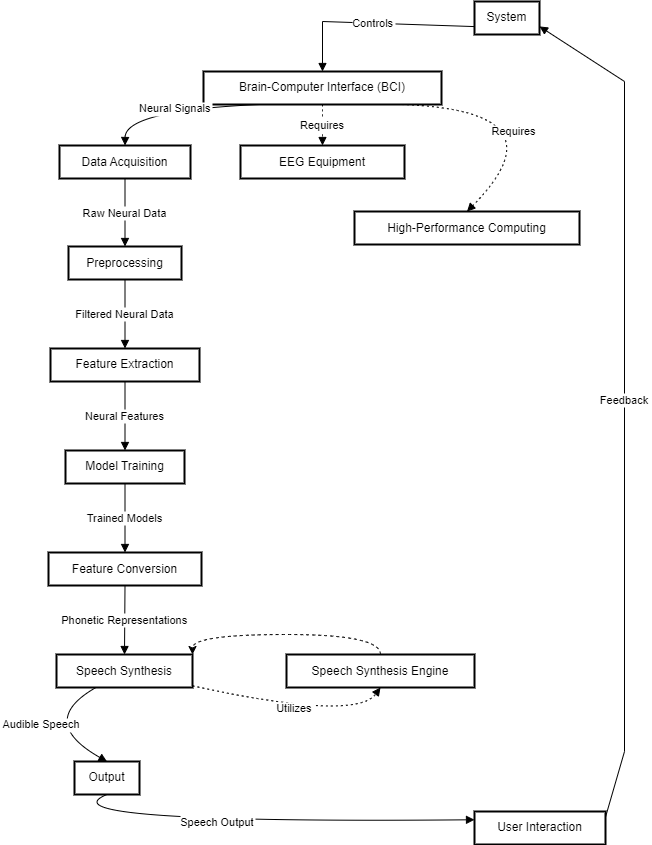 System
Controls
Brain-Computer Interface (BCI)
Neural Signals
Requires
Requires
Data Acquisition
EEG Equipment
Raw Neural Data
High-Performance Computing
Preprocessing
Filtered Neural Data
Feature Extraction
Feedback
Neural Features
Model Training
Trained Models
Feature Conversion
Phonetic Representations
Speech Synthesis
Speech Synthesis Engine
Utilizes
Audible Speech
Output
Speech Output
User Interaction